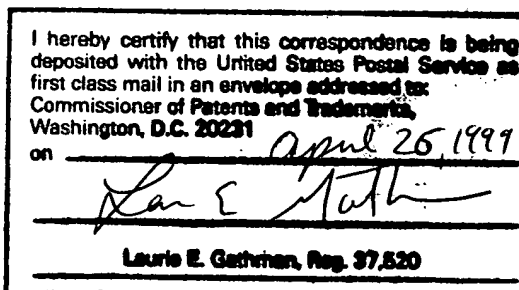 I hereby certify that this correspondence is being
deposited with the United States Postal Service as
first class mail in an envelope addressed to:
Commissioner of Patents and Trademarks,
Washington, D.C. 20231
on April 26, 1999
Laurie E. Gathman, Reg. 37,520